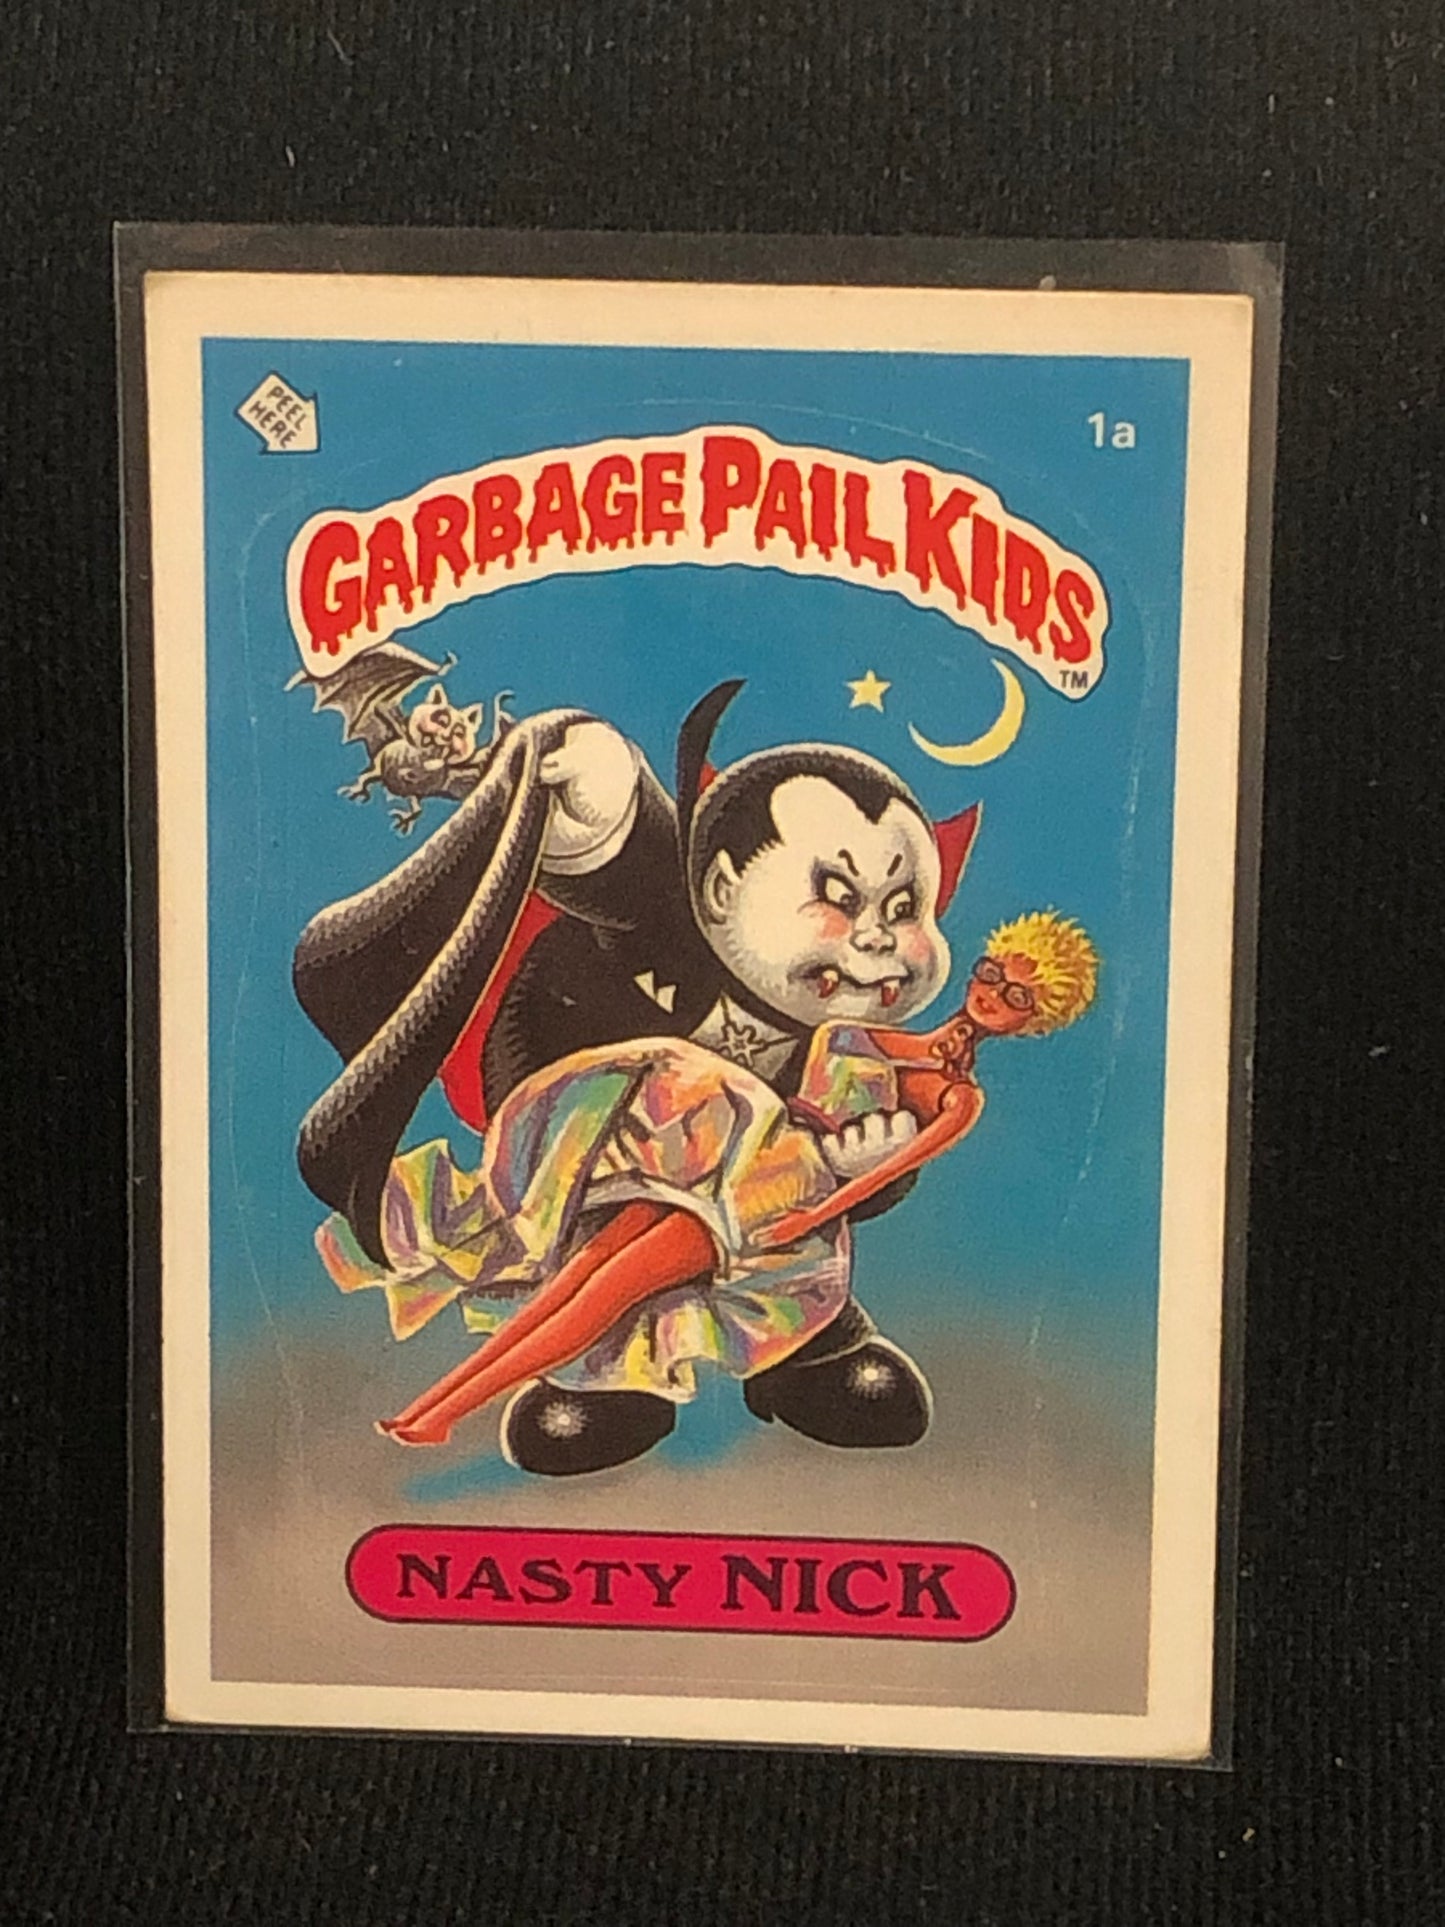 PEEL
HERE
1a
GARBAGE PAIL KIDS
TM
NASTY NICK